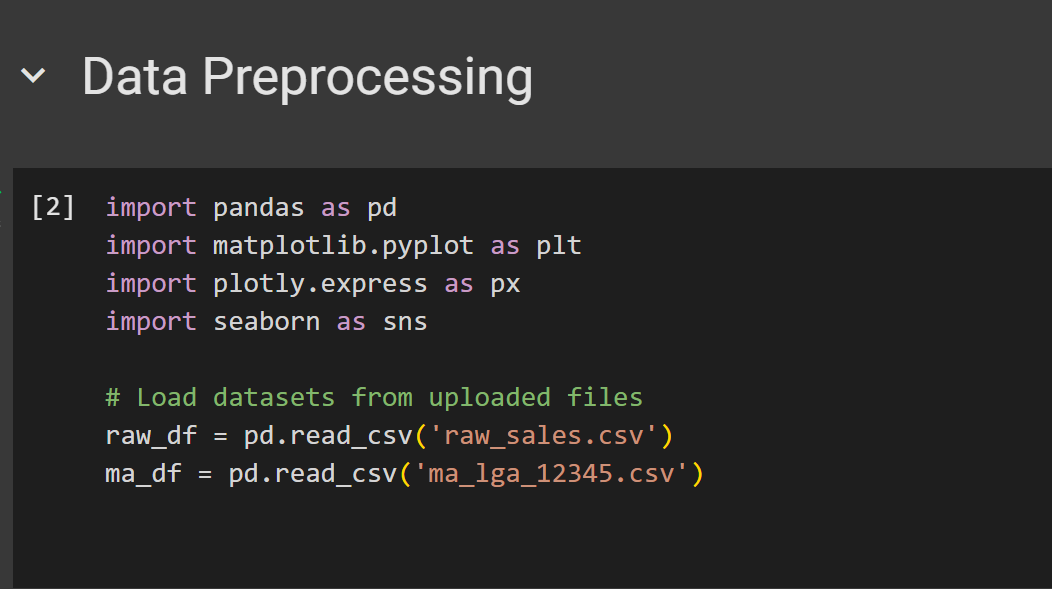 Data Preprocessing
[2] import pandas as pd
import matplotlib.pyplot as plt
import plotly.express as px
import seaborn as sns
# Load datasets from uploaded files
raw_df = pd.read_csv('raw_sales.csv')
ma_df = pd.read_csv('ma_lga_12345.csv')